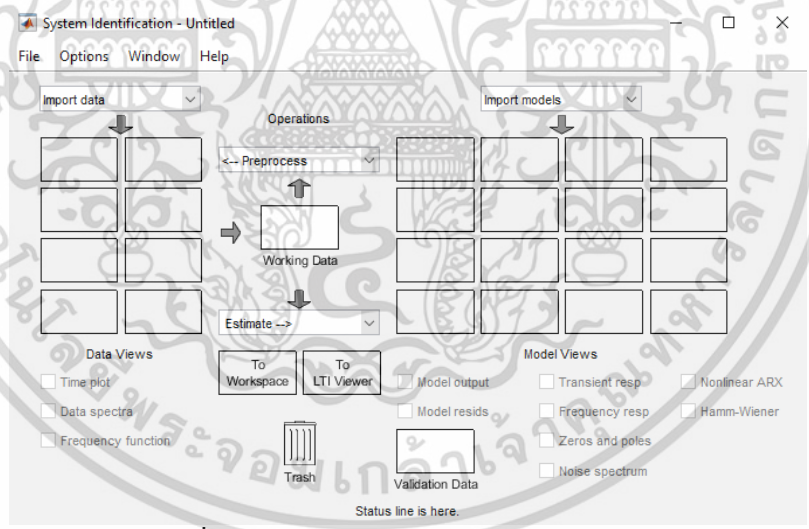 System Identification - Untitled
File Options Window Help
Import data
Operations
Import models
<-- Preprocess
Working Data
Estimate -->
Data Views
To Workspace
To LTI Viewer
Model Views
Time plot
Data spectra
Frequency function
Model output
Model resids
Transient resp
Frequency resp
Zeros and poles
Noise spectrum
Nonlinear ARX
Hamm-Wiener
Trash
Validation Data
Status line is here.